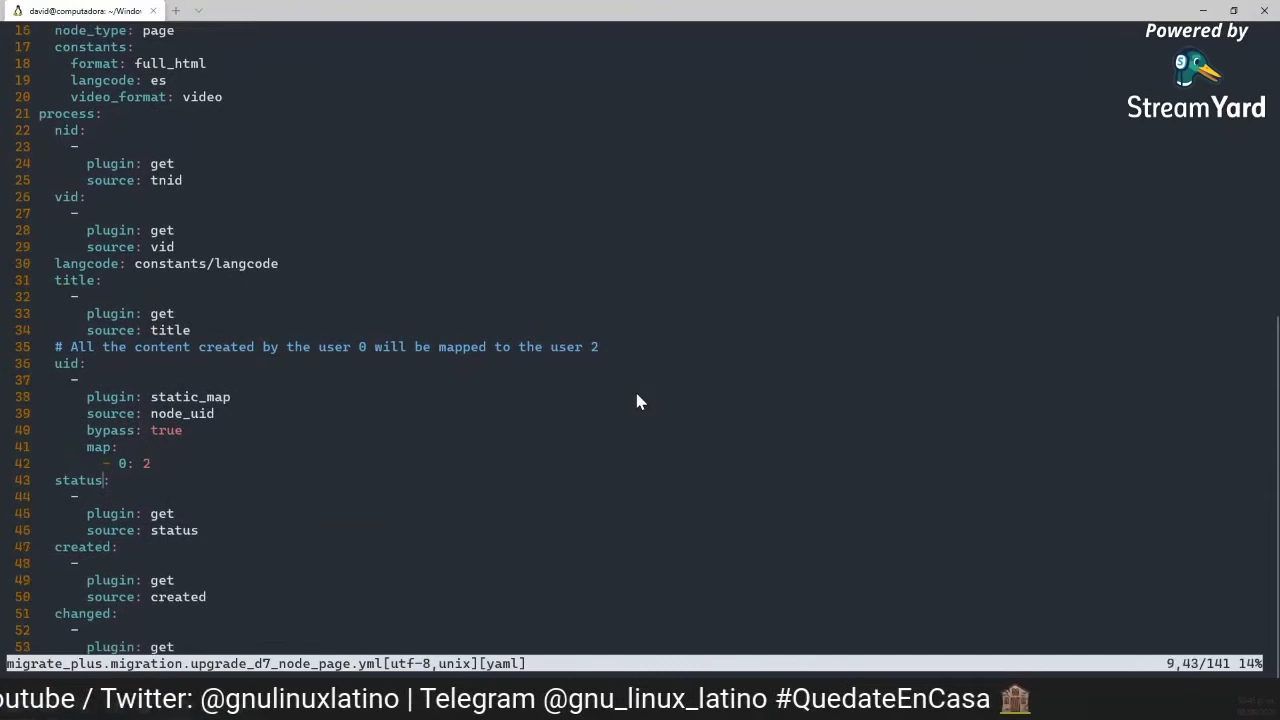 david@computadora: ~/Windov
Powered by
StreamYard
16 node_type: page
17 constants:
18 format: full_html
19 langcode: es
20 video_format: video
21 process:
22 nid:
23 -
24 plugin: get
25 source: tnid
26 vid:
27 -
28 plugin: get
29 source: vid
30 langcode: constants/langcode
31 title:
32 -
33 plugin: get
34 source: title
35 # All the content created by the user 0 will be mapped to the user 2
36 uid:
37 -
38 plugin: static_map
39 source: node_uid
40 bypass: true
41 map:
42 - 0: 2
43 status:
44 -
45 plugin: get
46 source: status
47 created:
48 -
49 plugin: get
50 source: created
51 changed:
52 -
53 plugin: get
migrate_plus.migration.upgrade_d7_node_page.yml[utf-8,unix][yaml] 9,43/141 14%
outube / Twitter: @gnulinuxlatino | Telegram @gnu_linux_latino #QuedateEnCasa